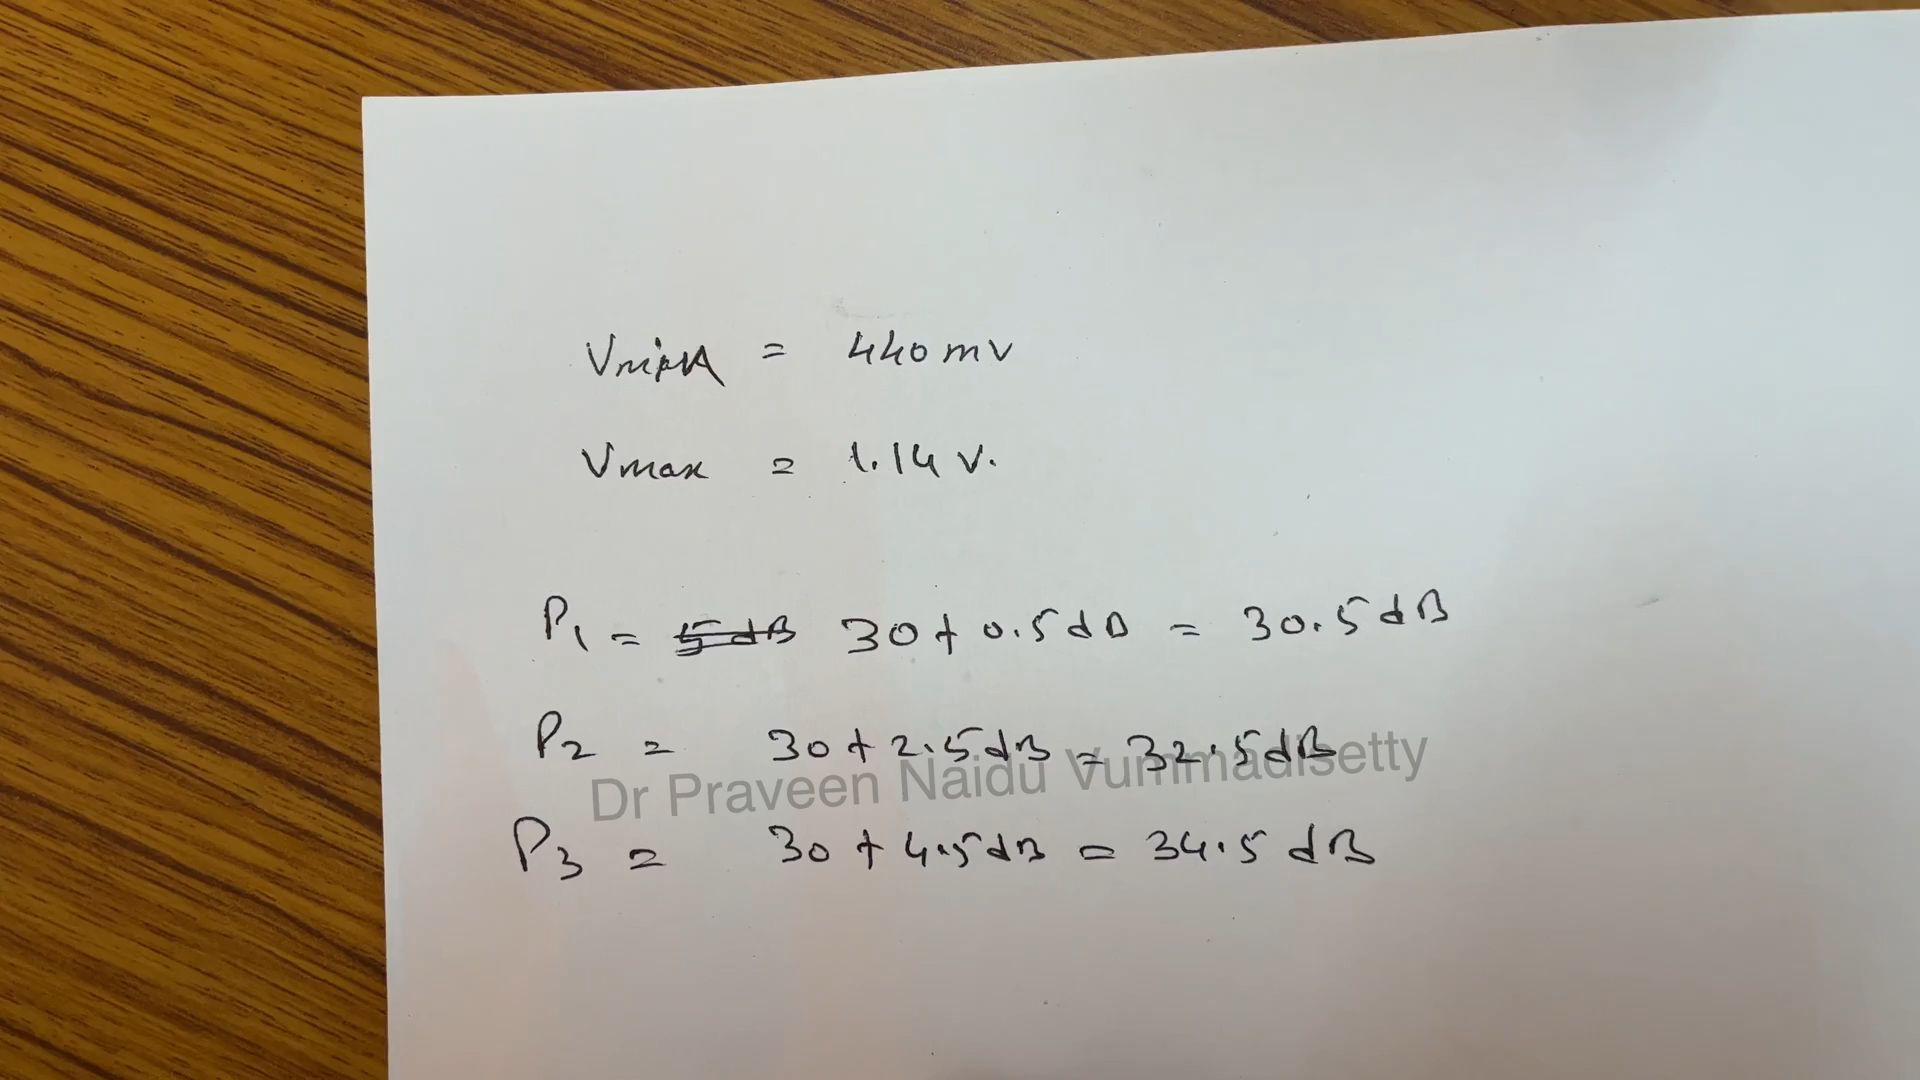 Vmin = 440 mV
Vmax = 1.14 V.
P1 = 5 dB 30 + 0.5 dB = 30.5 dB
P2 = 30 + 2.5 dB = 32.5 dB
Dr Praveen Naidu Vummadisetty
P3 = 30 + 4.5 dB = 34.5 dB